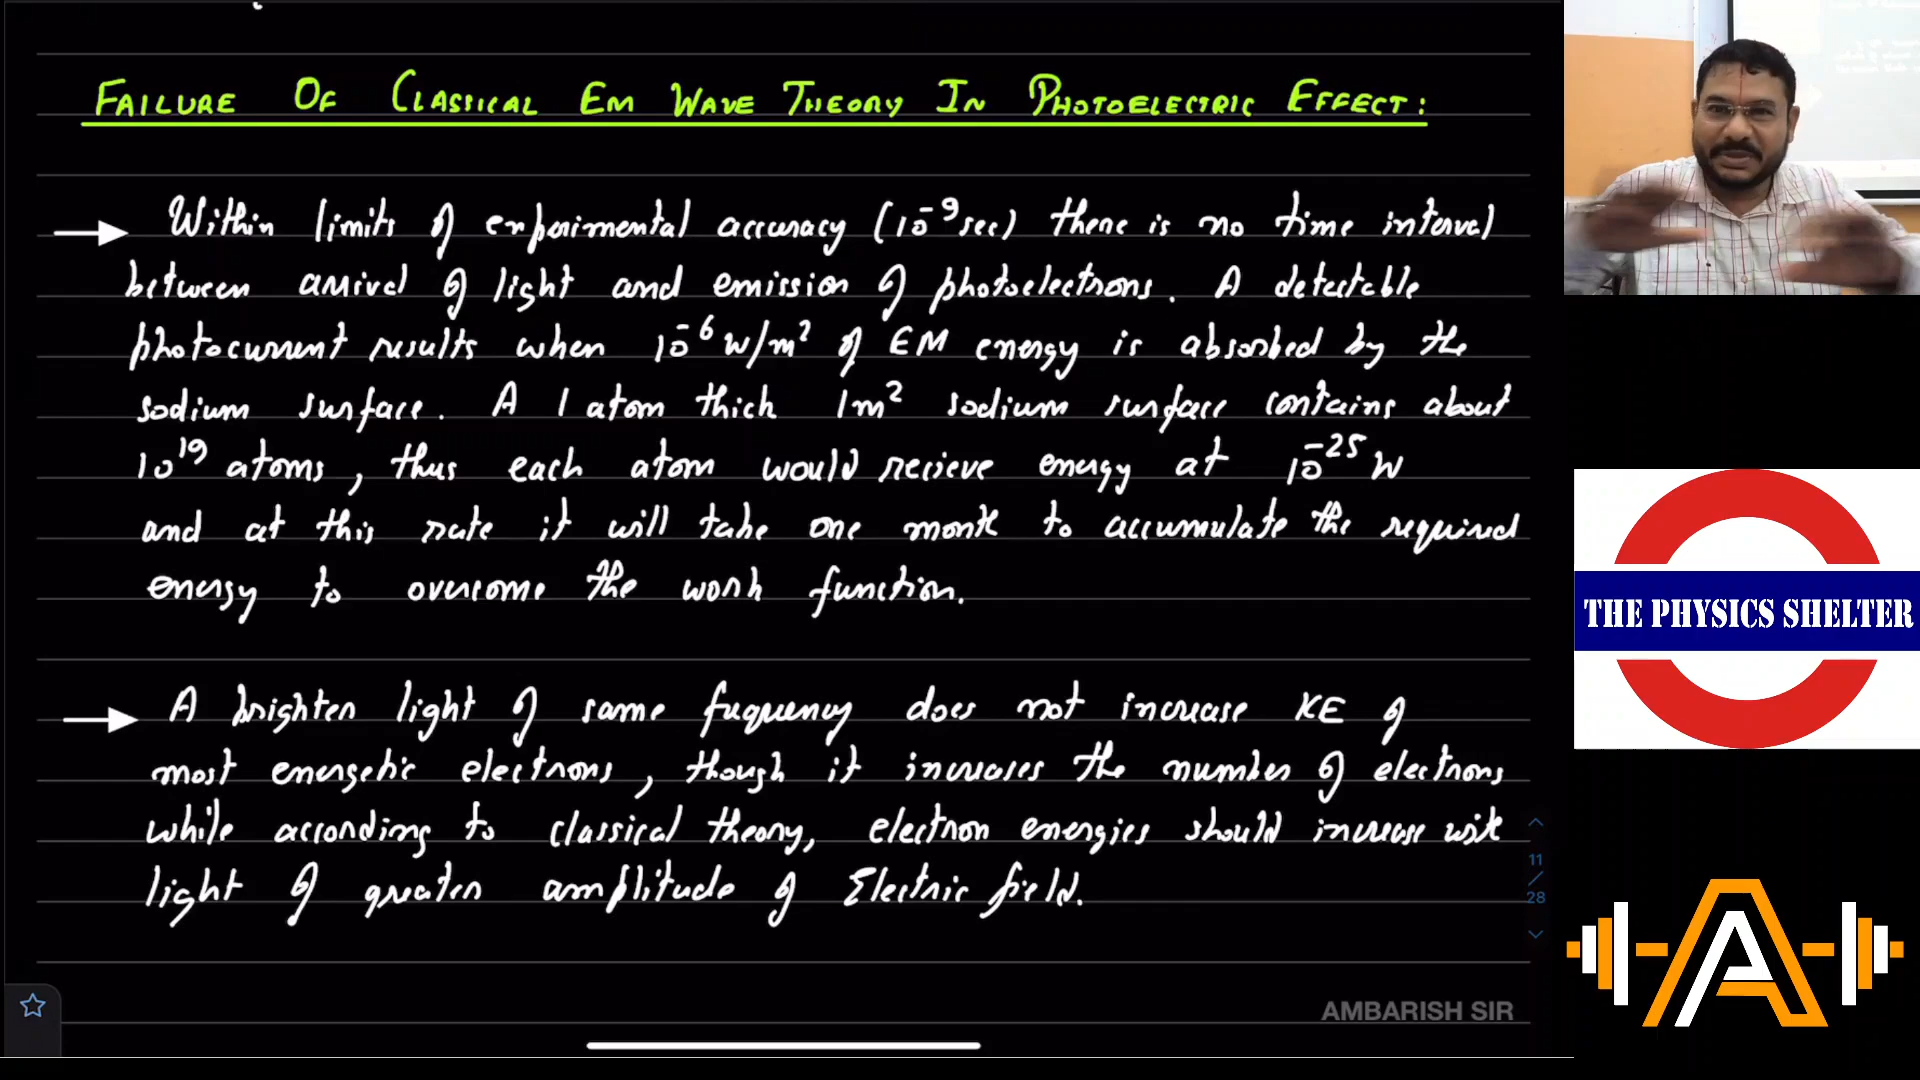 FAILURE OF CLASSICAL EM WAVE THEORY IN PHOTOELECTRIC EFFECT:
Within limits of experimental accuracy (10⁻⁹ sec) there is no time interval
between arrival of light and emission of photoelectrons. A detectable
photocurrent results when 10⁻⁶ W/m² of EM energy is absorbed by the
sodium surface. A 1 atom thick 1m² sodium surface contains about
10¹⁹ atoms, thus each atom would recieve energy at 10⁻²⁵ W
and at this rate it will take one month to accumulate the required
energy to overcome the work function.
A brighter light of same frequency does not increase KE of
most energetic electrons, though it increases the number of electrons
while according to classical theory, electron energies should increase with
light of greater amplitude of Electric field.
11
/
28
AMBARISH SIR
THE PHYSICS SHELTER